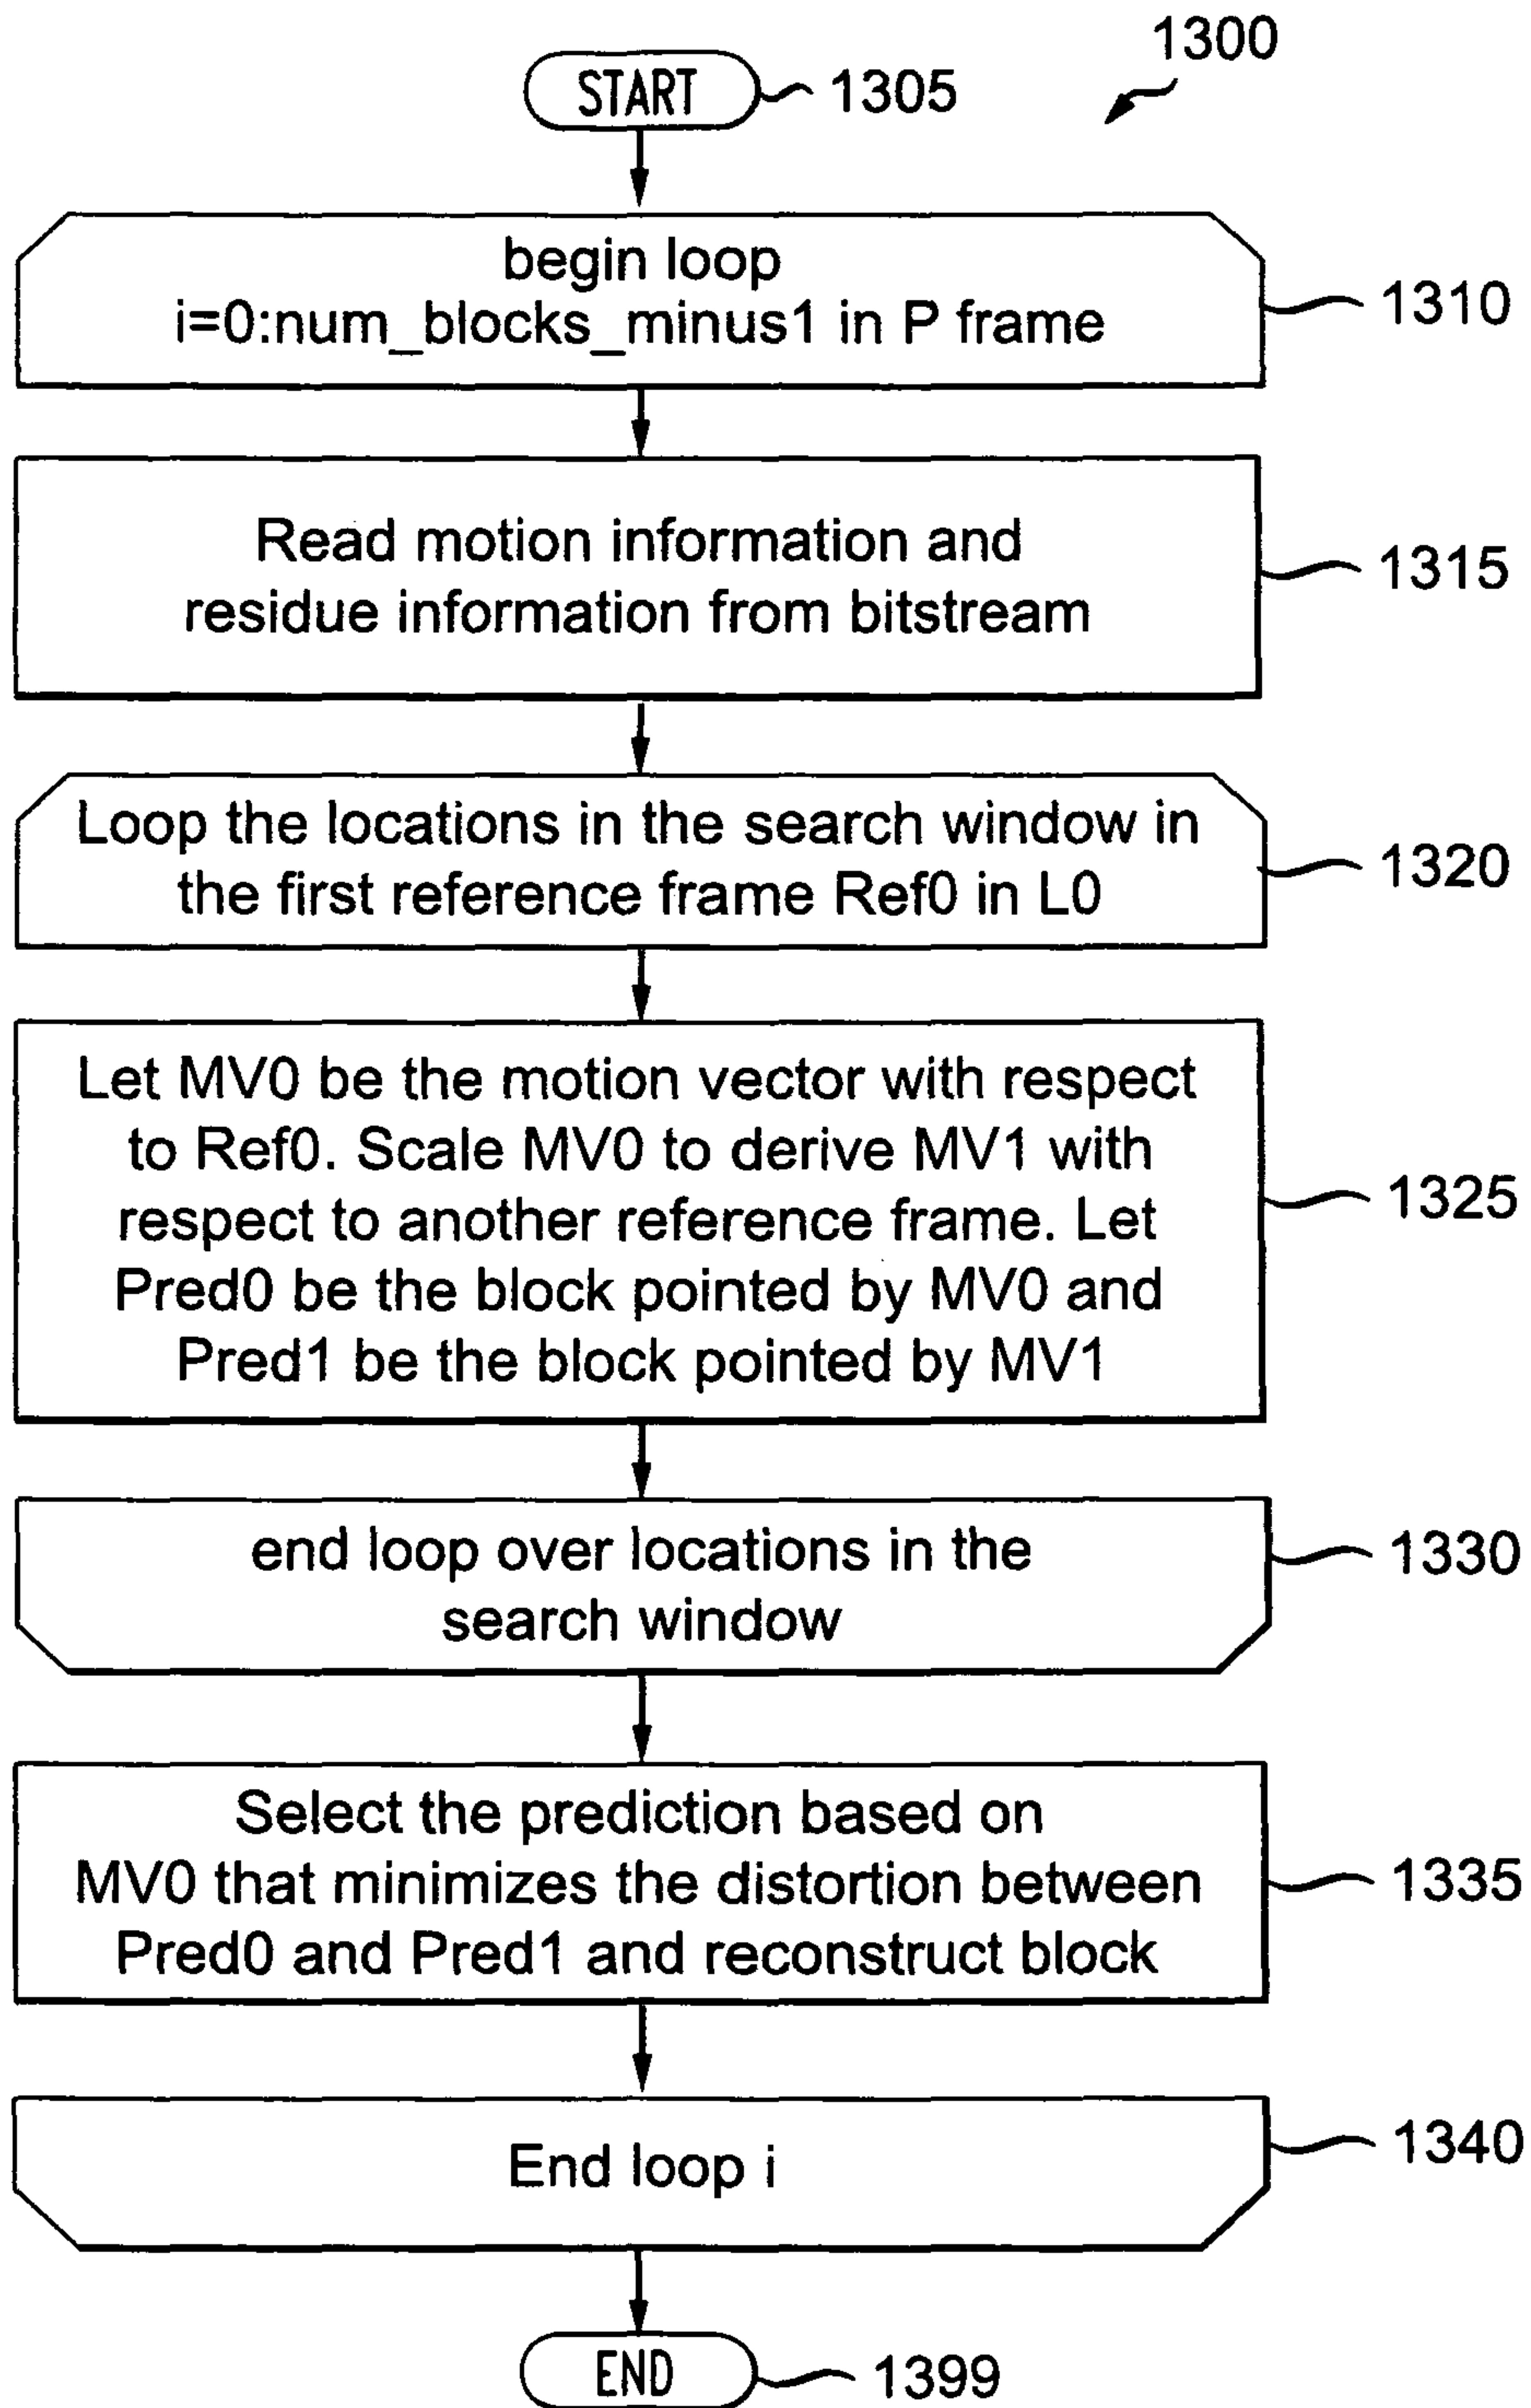 1300
START 1305
begin loop
i=0:num_blocks_minus1 in P frame
1310
Read motion information and
residue information from bitstream
1315
Loop the locations in the search window in
the first reference frame Ref0 in L0
1320
Let MV0 be the motion vector with respect
to Ref0. Scale MV0 to derive MV1 with
respect to another reference frame. Let
Pred0 be the block pointed by MV0 and
Pred1 be the block pointed by MV1
1325
end loop over locations in the
search window
1330
Select the prediction based on
MV0 that minimizes the distortion between
Pred0 and Pred1 and reconstruct block
1335
End loop i
1340
END 1399